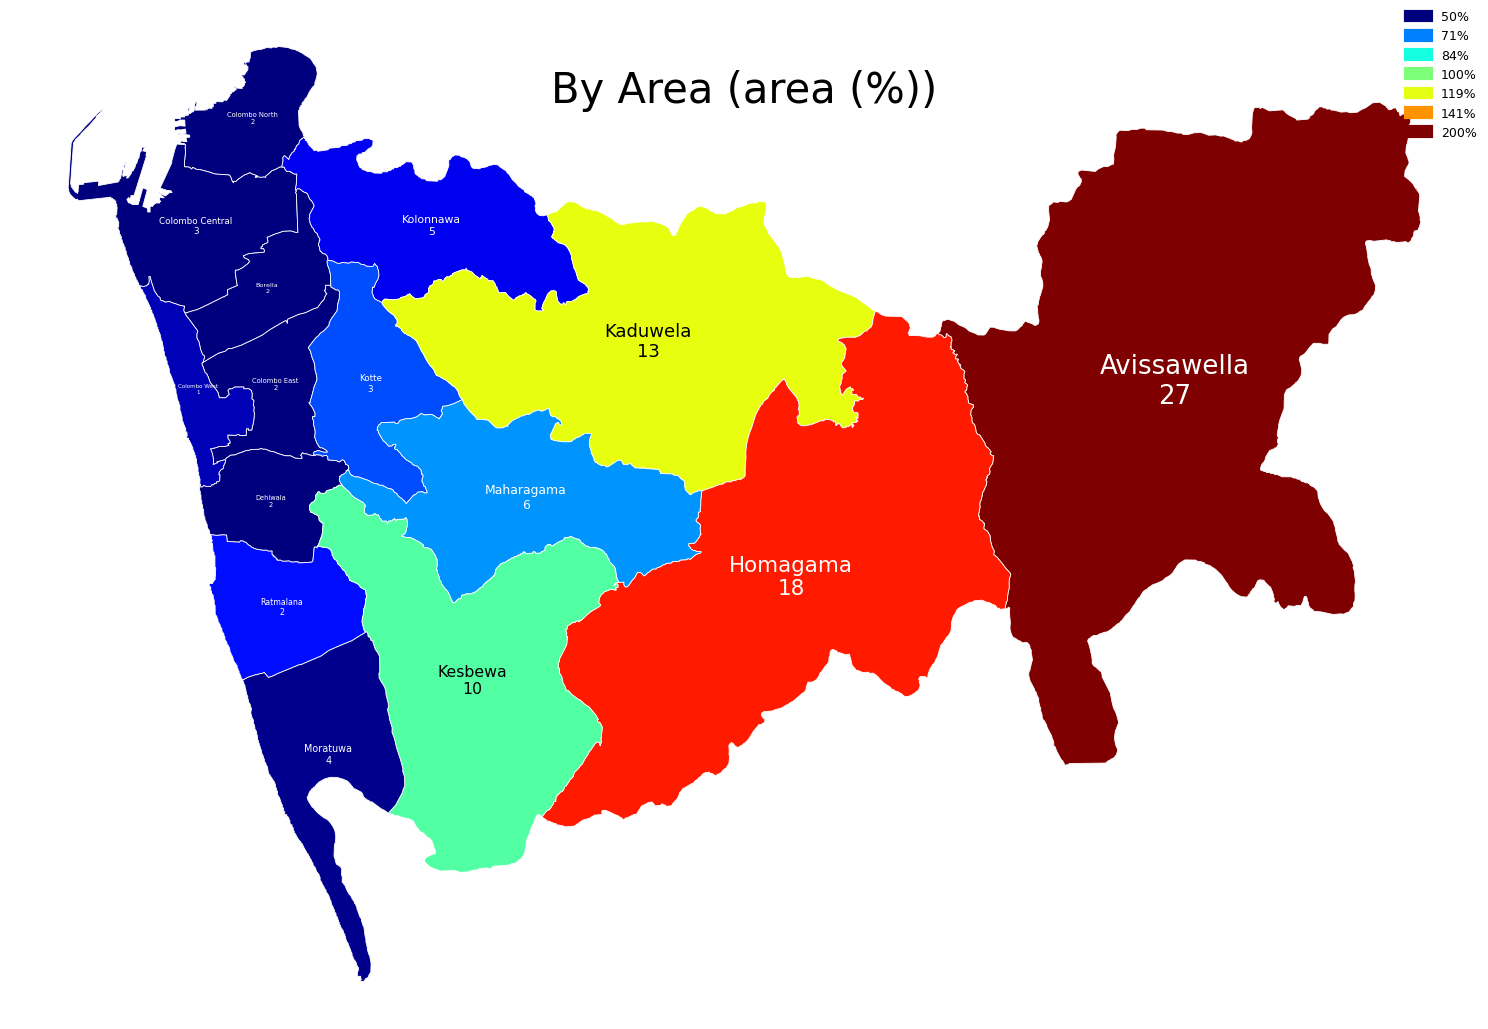 By Area (area (%))
50%
71%
84%
100%
119%
141%
200%
Colombo North
2
Colombo Central
3
Kolonnawa
5
Borella
2
Kaduwela
13
Avissawella
27
Colombo West
1
Colombo East
2
Kotte
3
Dehiwala
2
Maharagama
6
Homagama
18
Ratmalana
2
Kesbewa
10
Moratuwa
4